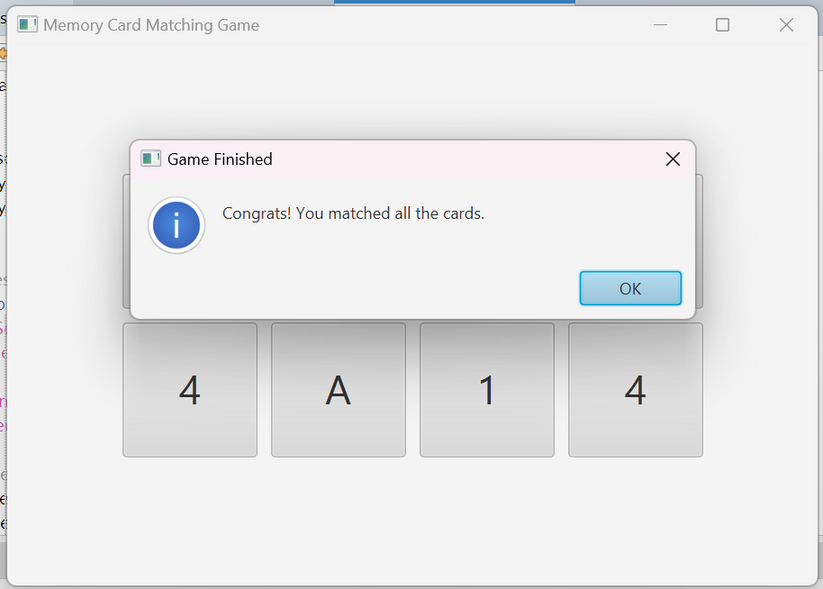 Memory Card Matching Game
Game Finished
Congrats! You matched all the cards.
OK
4 A 1 4